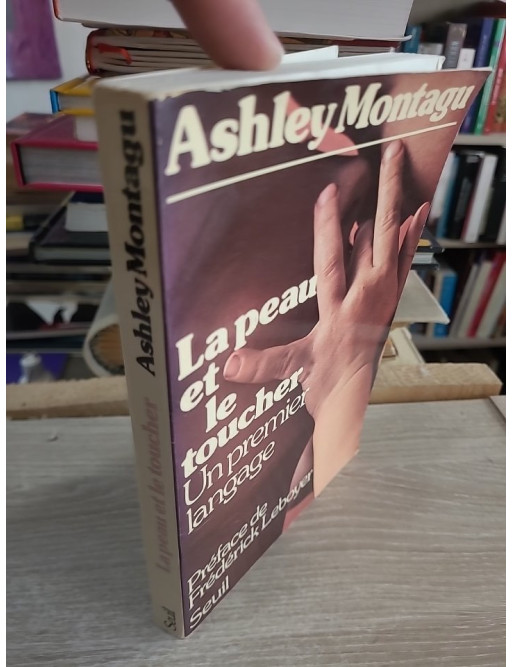 Ashley Montagu
La peau
et
le
toucher
Un premier
langage
Préface de
Frédérick Leboyer
Seuil
Ashley Montagu
La peau et le toucher
Seuil